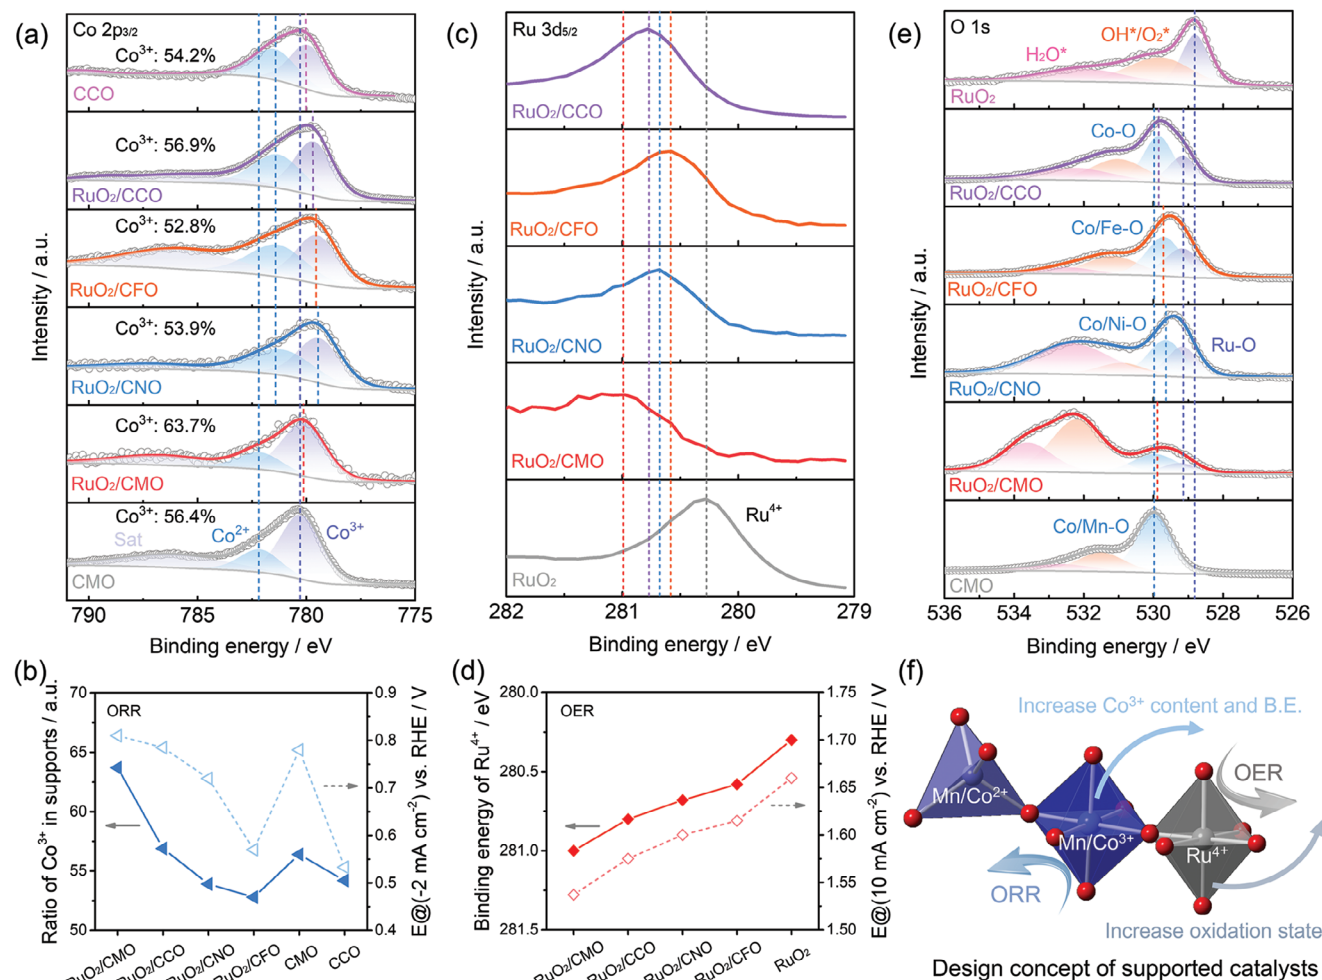 (a)
Co 2p3/2
Co3+: 54.2%
CCO
Co3+: 56.9%
RuO2/CCO
Co3+: 52.8%
RuO2/CFO
Co3+: 53.9%
RuO2/CNO
Co3+: 63.7%
RuO2/CMO
Co3+: 56.4%
Sat
Co2+
Co3+
CMO
790 785 780 775
Binding energy / eV
Intensity / a.u.
(c)
Ru 3d5/2
RuO2/CCO
RuO2/CFO
RuO2/CNO
RuO2/CMO
Ru4+
RuO2
282 281 280 279
Binding energy / eV
Intensity / a.u.
(e)
O 1s
H2O*
OH*/O2*
RuO2
Co-O
RuO2/CCO
Co/Fe-O
RuO2/CFO
Co/Ni-O
Ru-O
RuO2/CNO
RuO2/CMO
Co/Mn-O
CMO
536 534 532 530 528 526
Binding energy / eV
Intensity / a.u.
(b)
ORR
Ratio of Co3+ in supports / a.u.
70
65
60
55
50
0.9
0.8
0.7
0.6
0.5
0.4
E@(-2 mA cm-2) vs. RHE / V
RuO2/CMO
RuO2/CCO
RuO2/CNO
RuO2/CFO
CMO
CCO
(d)
OER
Binding energy of Ru4+ / eV
280.0
280.5
281.0
281.5
1.75
1.70
1.65
1.60
1.55
1.50
E@(10 mA cm-2) vs. RHE / V
RuO2/CMO
RuO2/CCO
RuO2/CNO
RuO2/CFO
RuO2
(f)
Increase Co3+ content and B.E.
OER
Mn/Co2+
Mn/Co3+
Ru4+
ORR
Increase oxidation state
Design concept of supported catalysts